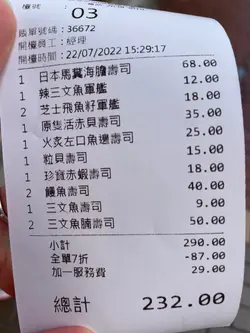 檯號： 03
賬單號碼：36672
開檯員工：經理
開檯時間：22/07/2022 15:29:17
1 日本馬糞海膽壽司 68.00
1 辣三文魚軍艦 12.00
2 芝士飛魚籽軍艦 18.00
1 原隻活赤貝壽司 35.00
1 火炙左口魚邊壽司 25.00
1 粒貝壽司 15.00
1 珍寶赤蝦壽司 18.00
2 鰻魚壽司 40.00
1 三文魚壽司 9.00
2 三文魚腩壽司 50.00
小計 290.00
全單7折 -87.00
加一服務費 29.00
總計 232.00